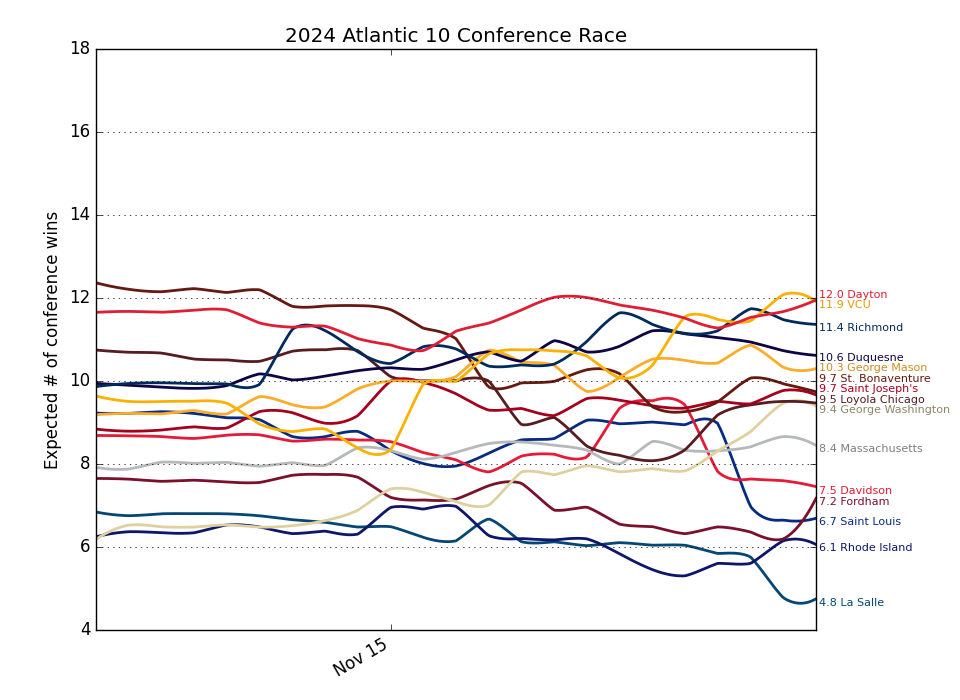 2024 Atlantic 10 Conference Race
Expected # of conference wins
18
16
14
12
10
8
6
4
Nov 15
12.0 Dayton
11.9 VCU
11.4 Richmond
10.6 Duquesne
10.3 George Mason
9.7 St. Bonaventure
9.7 Saint Joseph's
9.5 Loyola Chicago
9.4 George Washington
8.4 Massachusetts
7.5 Davidson
7.2 Fordham
6.7 Saint Louis
6.1 Rhode Island
4.8 La Salle